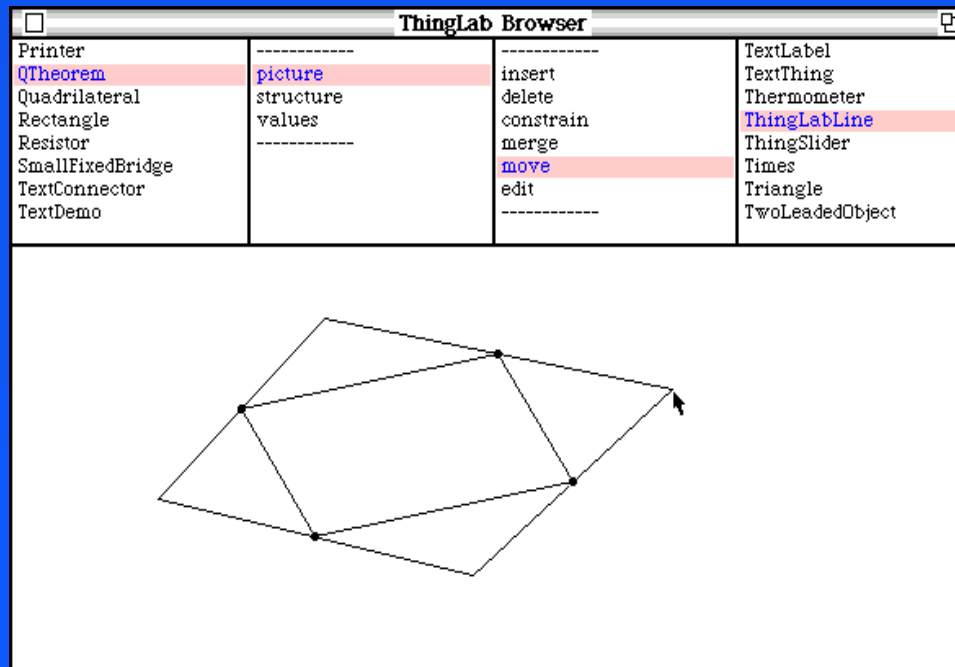 ThingLab Browser
Printer
QTheorem
Quadrilateral
Rectangle
Resistor
SmallFixedBridge
TextConnector
TextDemo
------------
picture
structure
values
------------
------------
insert
delete
constrain
merge
move
edit
------------
TextLabel
TextThing
Thermometer
ThingLabLine
ThingSlider
Times
Triangle
TwoLeadedObject